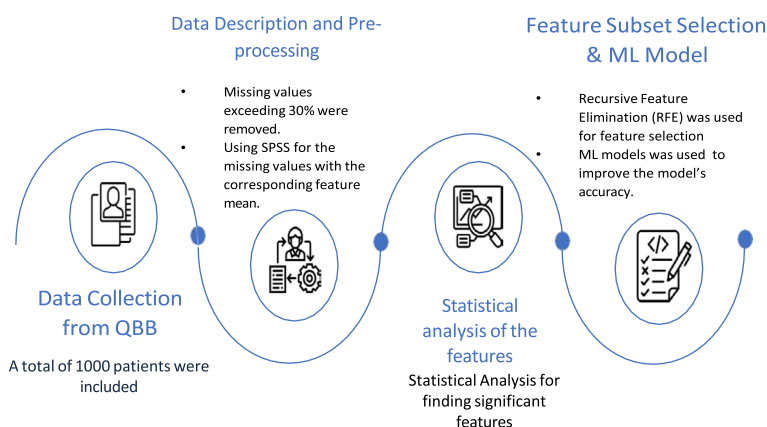 Data Collection
from QBB
A total of 1000 patients were
included
Data Description and Pre-
processing
• Missing values
exceeding 30% were
removed.
• Using SPSS for the
missing values with the
corresponding feature
mean.
Statistical
analysis of the
features
Statistical Analysis for
finding significant
features
Feature Subset Selection
& ML Model
• Recursive Feature
Elimination (RFE) was used
for feature selection
• ML models was used to
improve the model's
accuracy.